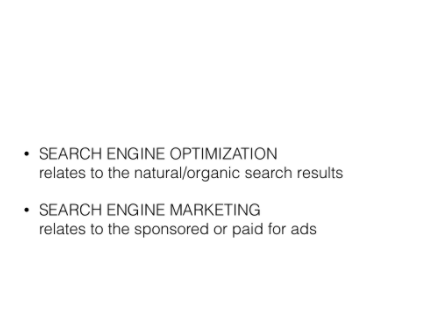 • SEARCH ENGINE OPTIMIZATION
relates to the natural/organic search results
• SEARCH ENGINE MARKETING
relates to the sponsored or paid for ads